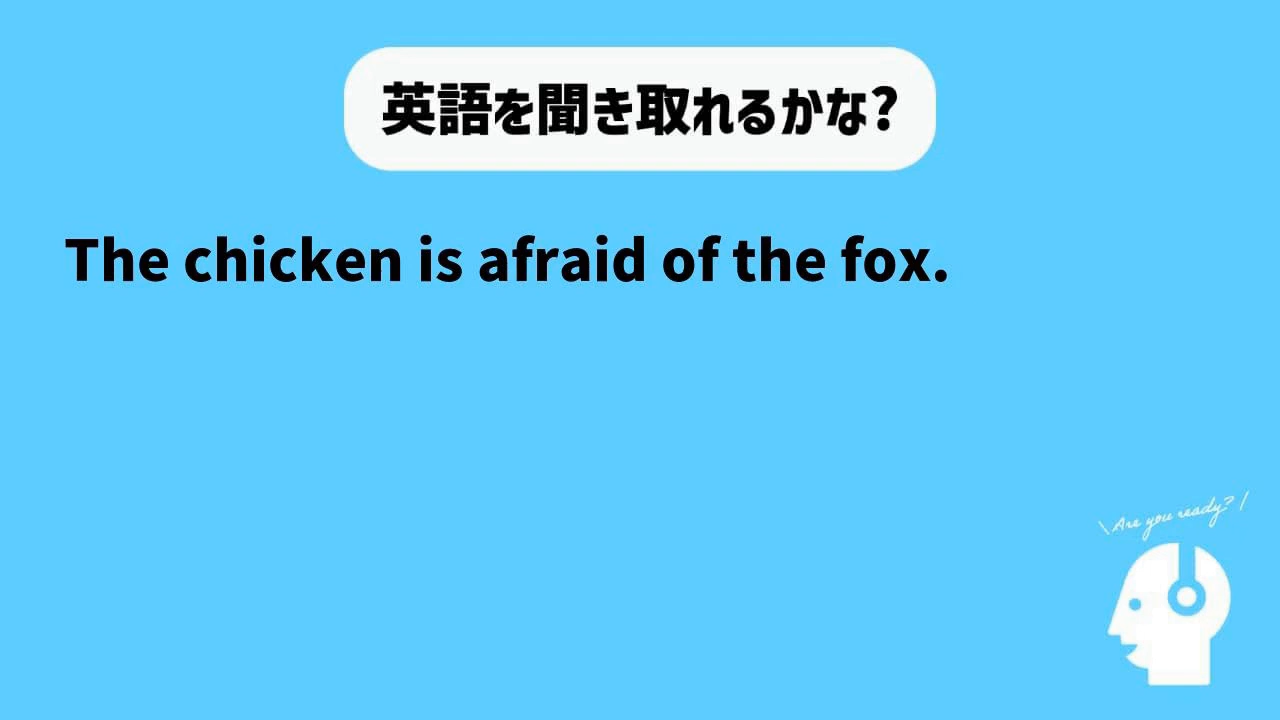 英語を聞き取れるかな?
The chicken is afraid of the fox.
\ Are you ready? /